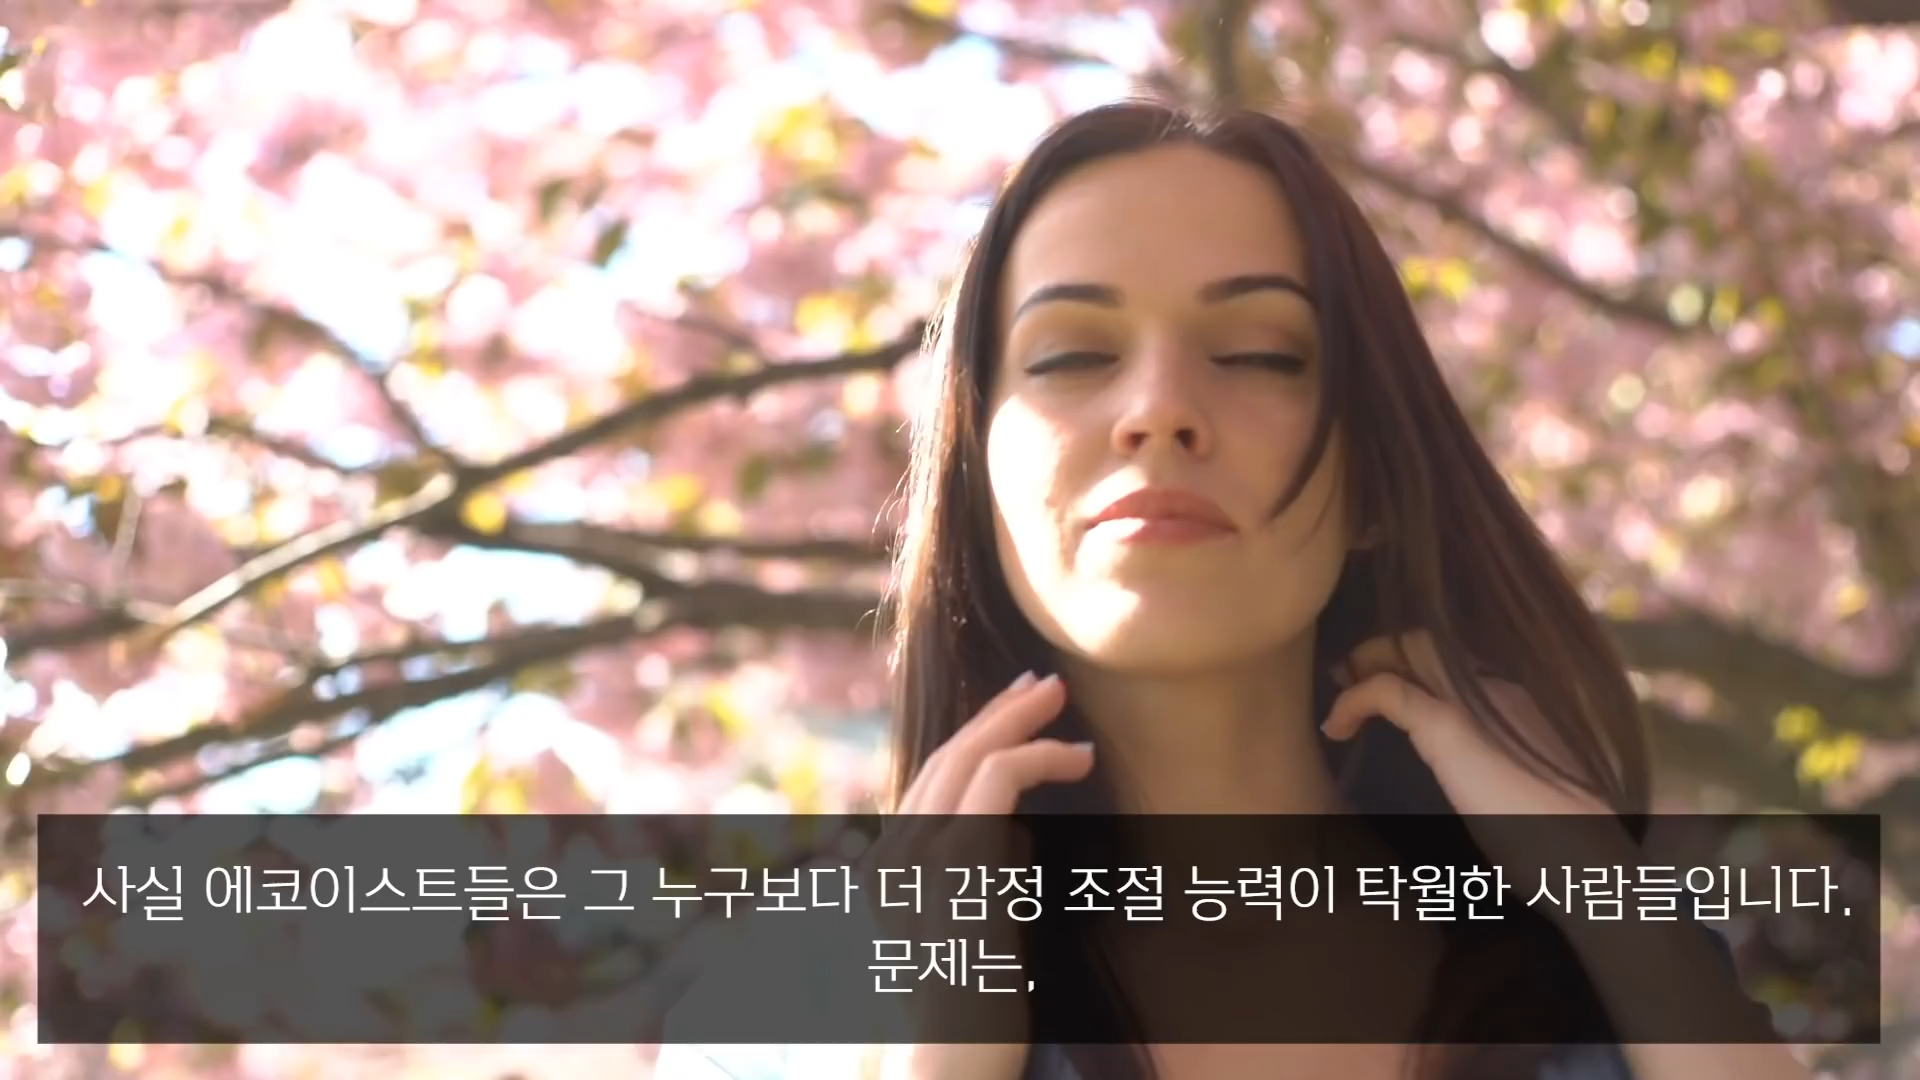 사실 에코이스트들은 그 누구보다 더 감정 조절 능력이 탁월한 사람들입니다.
문제는,